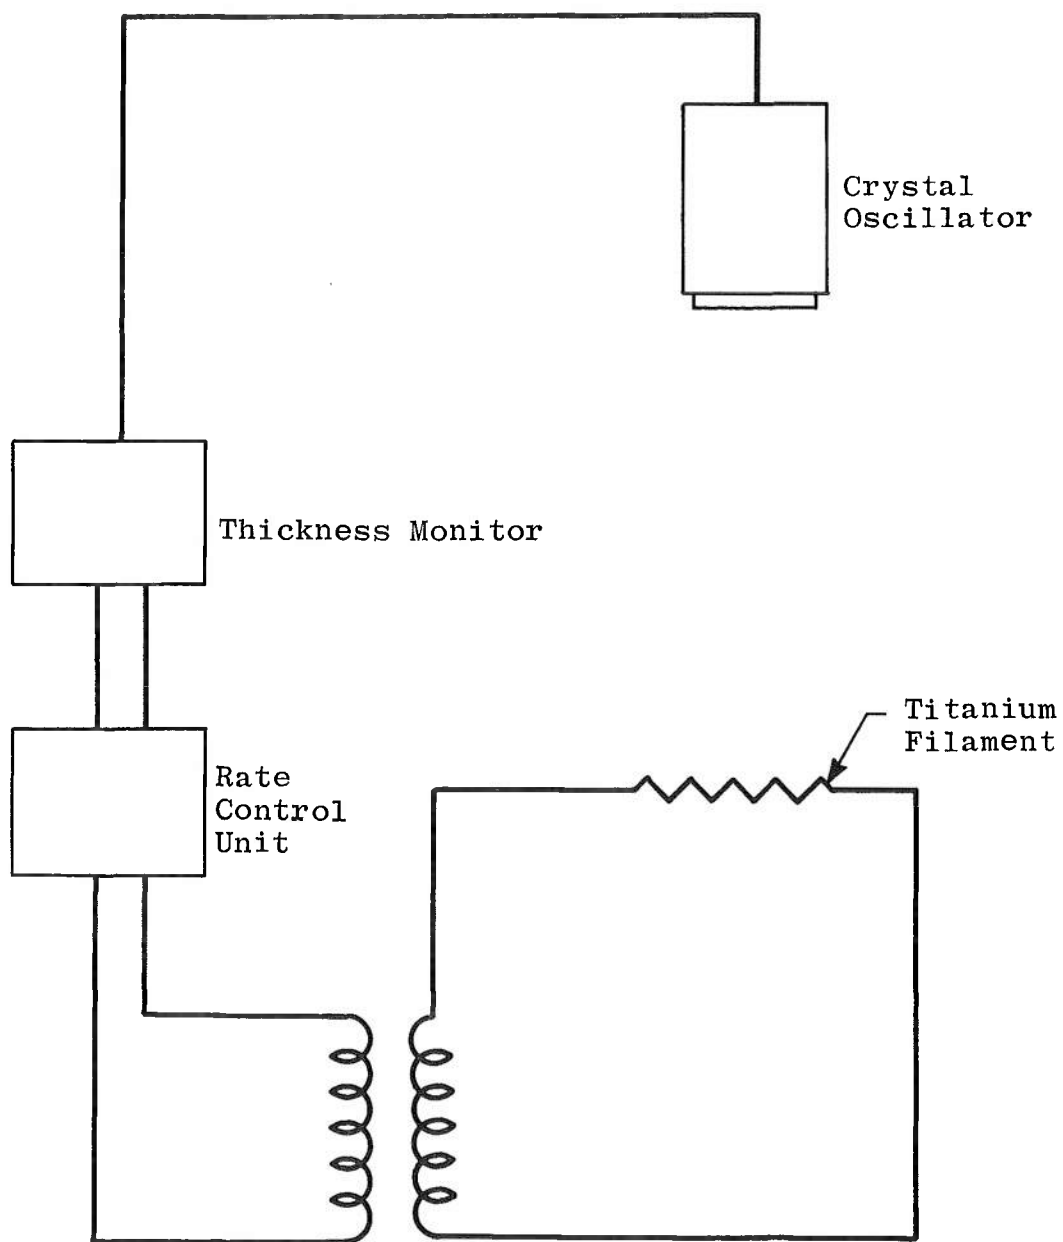 Crystal
Oscillator
Thickness Monitor
Titanium
Filament
Rate
Control
Unit